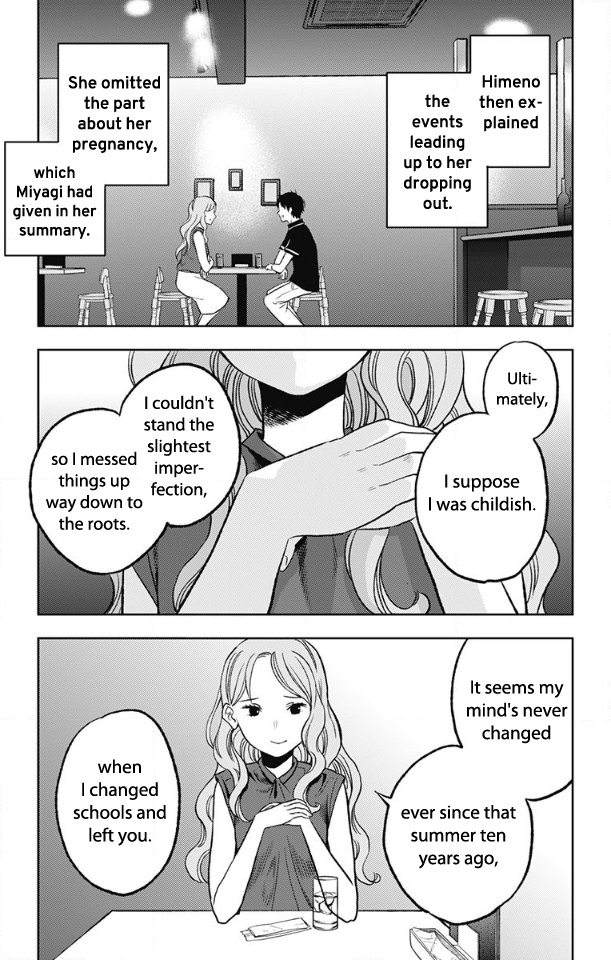 Himeno
then ex-
plained
the
events
leading
up to her
dropping
out.
She omitted
the part
about her
pregnancy,
which
Miyagi had
given in her
summary.
Ulti-
mately,
I suppose
I was childish.
I couldn't
stand the
slightest
imper-
fection,
so I messed
things up
way down to
the roots.
It seems my
mind's never
changed
ever since that
summer ten
years ago,
when
I changed
schools and
left you.